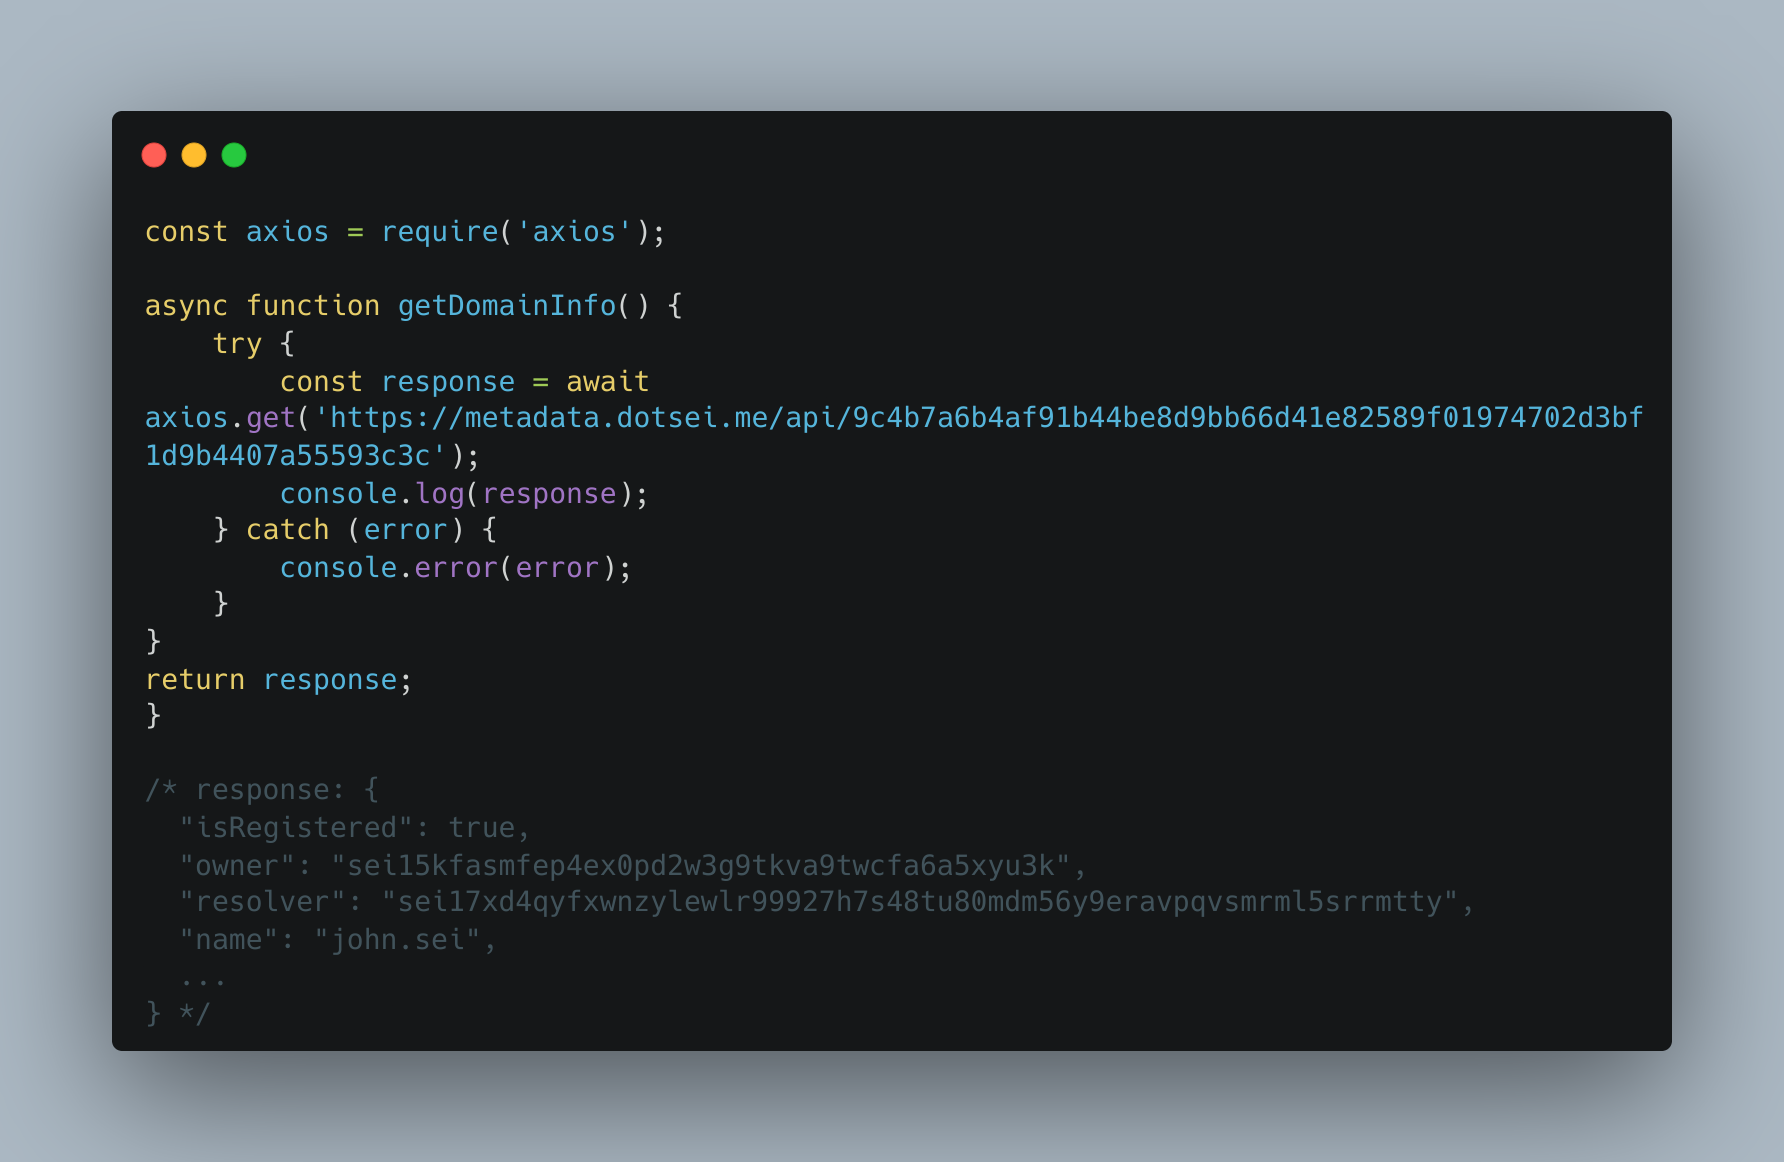 const axios = require('axios');
async function getDomainInfo() {
    try {
        const response = await
axios.get('https://metadata.dotsei.me/api/9c4b7a6b4af91b44be8d9bb66d41e82589f01974702d3bf
1d9b4407a55593c3c');
        console.log(response);
    } catch (error) {
        console.error(error);
    }
}
return response;
}
/* response: {
  "isRegistered": true,
  "owner": "sei15kfasmfep4ex0pd2w3g9tkva9twcfa6a5xyu3k",
  "resolver": "sei17xd4qyfxwnzylewlr99927h7s48tu80mdm56y9eravpqvsmrml5srrmtty",
  "name": "john.sei",
  ...
} */